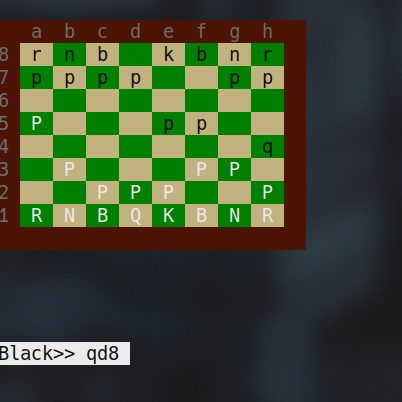 a b c d e f g h
8 r n b k b n r
7 p p p p p p
6
5 P p p
4 q
3 P P P
2 P P P P
1 R N B Q K B N R
Black>> qd8